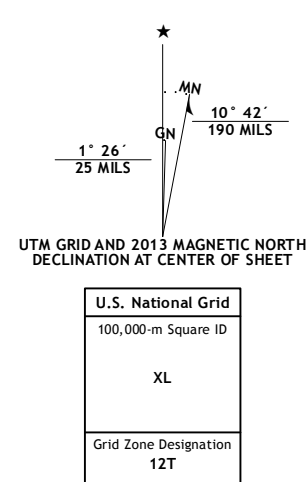 ★
MN
GN
10° 42´
190 MILS
1° 26´
25 MILS
UTM GRID AND 2013 MAGNETIC NORTH
DECLINATION AT CENTER OF SHEET
U.S. National Grid
100,000-m Square ID
XL
Grid Zone Designation
12T